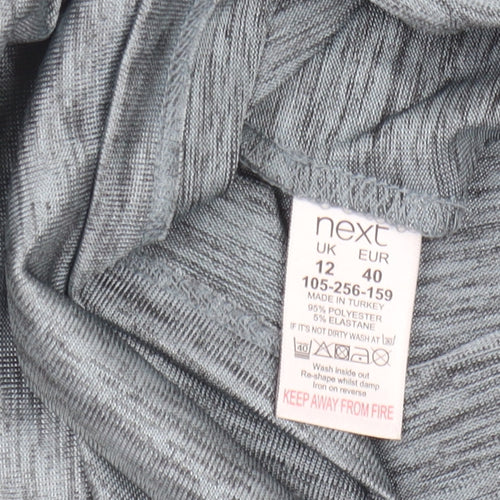 next
UK EUR
12 40
105-256-159
MADE IN TURKEY
95% POLYESTER
5% ELASTANE
IF IT'S NOT DIRTY WASH AT 30
40
Wash inside out
Re-shape whilst damp
Iron on reverse
KEEP AWAY FROM FIRE